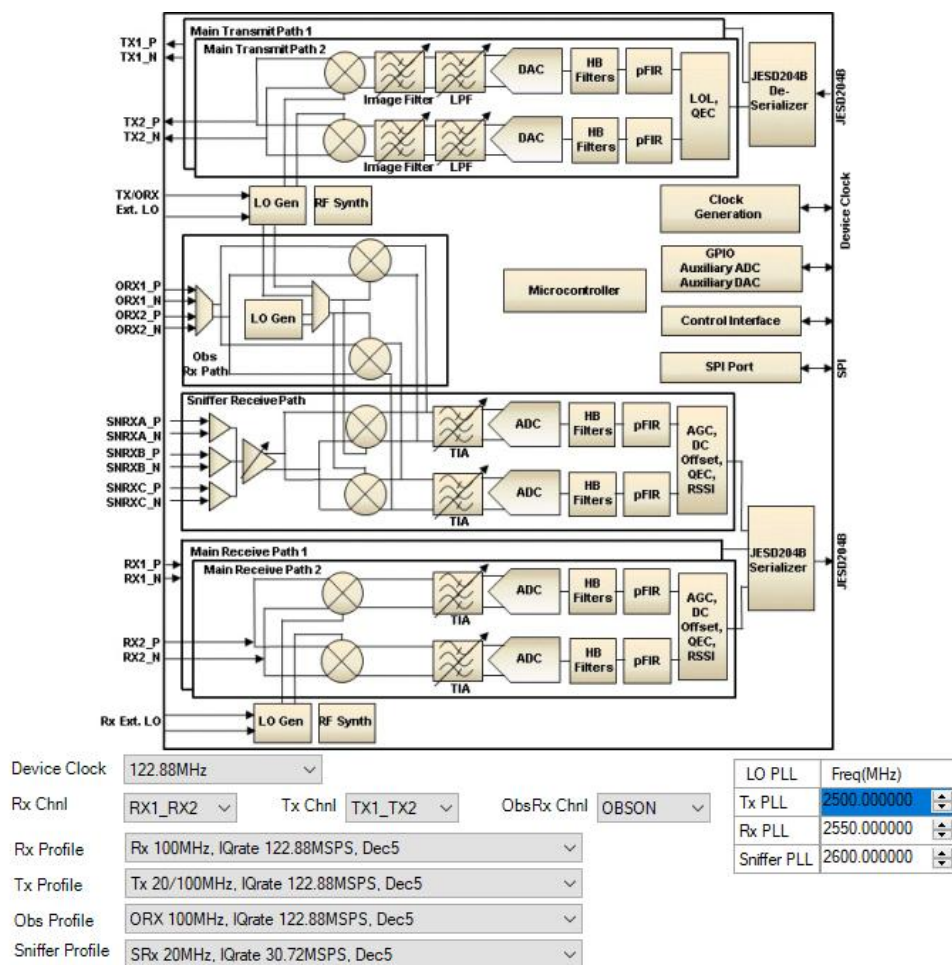 Main Transmit Path 1
Main Transmit Path 2
TX1_P
TX1_N
TX2_P
TX2_N
Image Filter
LPF
DAC
HB
Filters
pFIR
Image Filter
LPF
DAC
HB
Filters
pFIR
LOL,
QEC
JESD204B
De-
Serializer
JESD204B
TX/ORX
Ext. LO
LO Gen
RF Synth
Clock
Generation
Device Clock
GPIO
Auxiliary ADC
Auxiliary DAC
Microcontroller
Control Interface
SPI Port
SPI
ORX1_P
ORX1_N
ORX2_P
ORX2_N
LO Gen
Obs
Rx Path
Sniffer Receive Path
SNRXA_P
SNRXA_N
SNRXB_P
SNRXB_N
SNRXC_P
SNRXC_N
TIA
ADC
HB
Filters
pFIR
TIA
ADC
HB
Filters
pFIR
AGC,
DC
Offset,
QEC,
RSSI
JESD204B
Serializer
JESD204B
Main Receive Path 1
Main Receive Path 2
RX1_P
RX1_N
RX2_P
RX2_N
TIA
ADC
HB
Filters
pFIR
TIA
ADC
HB
Filters
pFIR
AGC,
DC
Offset,
QEC,
RSSI
Rx Ext. LO
LO Gen
RF Synth
Device Clock 122.88MHz
Rx Chnl RX1_RX2 Tx Chnl TX1_TX2 ObsRx Chnl OBSON
Rx Profile Rx 100MHz, IQrate 122.88MSPS, Dec5
Tx Profile Tx 20/100MHz, IQrate 122.88MSPS, Dec5
Obs Profile ORX 100MHz, IQrate 122.88MSPS, Dec5
Sniffer Profile SRx 20MHz, IQrate 30.72MSPS, Dec5
LO PLL Freq(MHz)
Tx PLL 2500.000000
Rx PLL 2550.000000
Sniffer PLL 2600.000000